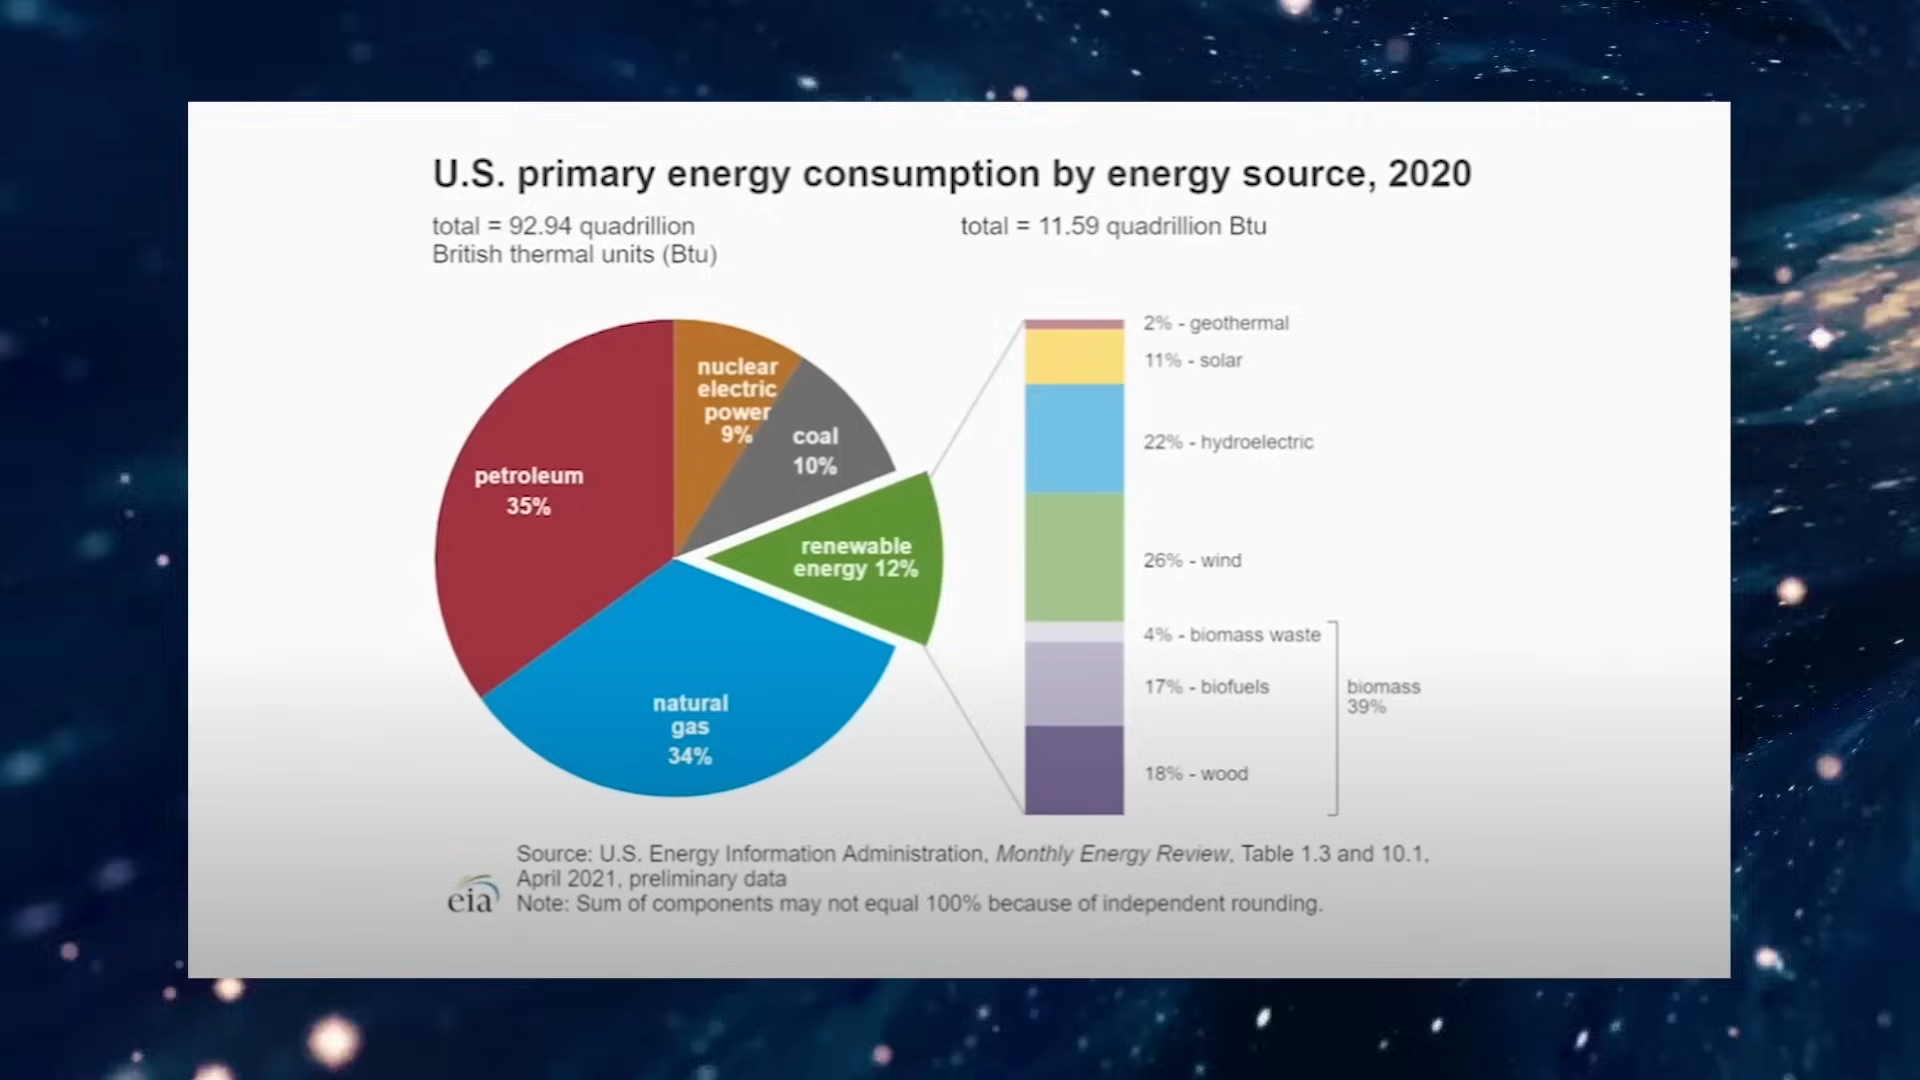 U.S. primary energy consumption by energy source, 2020
total = 92.94 quadrillion
British thermal units (Btu)
total = 11.59 quadrillion Btu
petroleum
35%
nuclear
electric
power
9%
coal
10%
renewable
energy 12%
natural
gas
34%
2% - geothermal
11% - solar
22% - hydroelectric
26% - wind
4% - biomass waste
17% - biofuels
18% - wood
biomass
39%
Source: U.S. Energy Information Administration, Monthly Energy Review, Table 1.3 and 10.1,
April 2021, preliminary data
Note: Sum of components may not equal 100% because of independent rounding.
eia